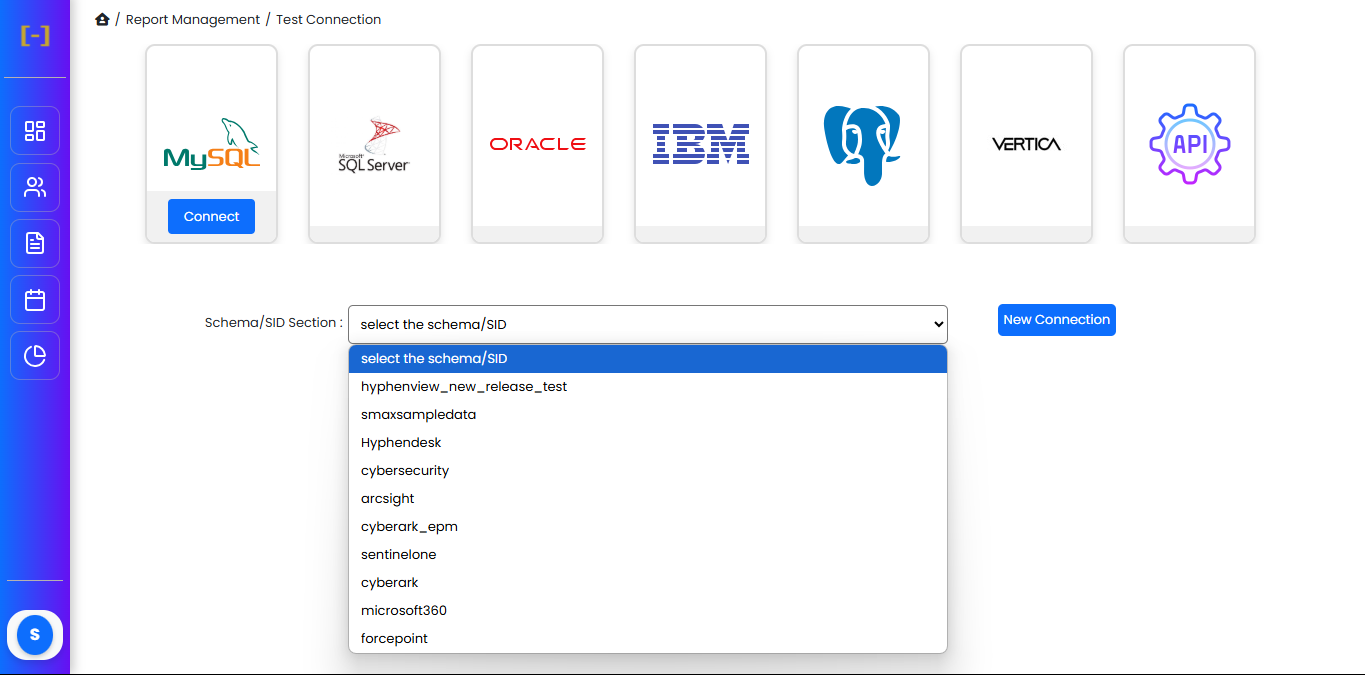 [-]
/ Report Management / Test Connection
MySQL
Microsoft
SQL Server
ORACLE
IBM
VERTICA
API
Connect
Schema/SID Section :
select the schema/SID
New Connection
select the schema/SID
hyphenview_new_release_test
smaxsampledata
Hyphendesk
cybersecurity
arcsight
cyberark_epm
sentinelone
cyberark
microsoft360
forcepoint
S